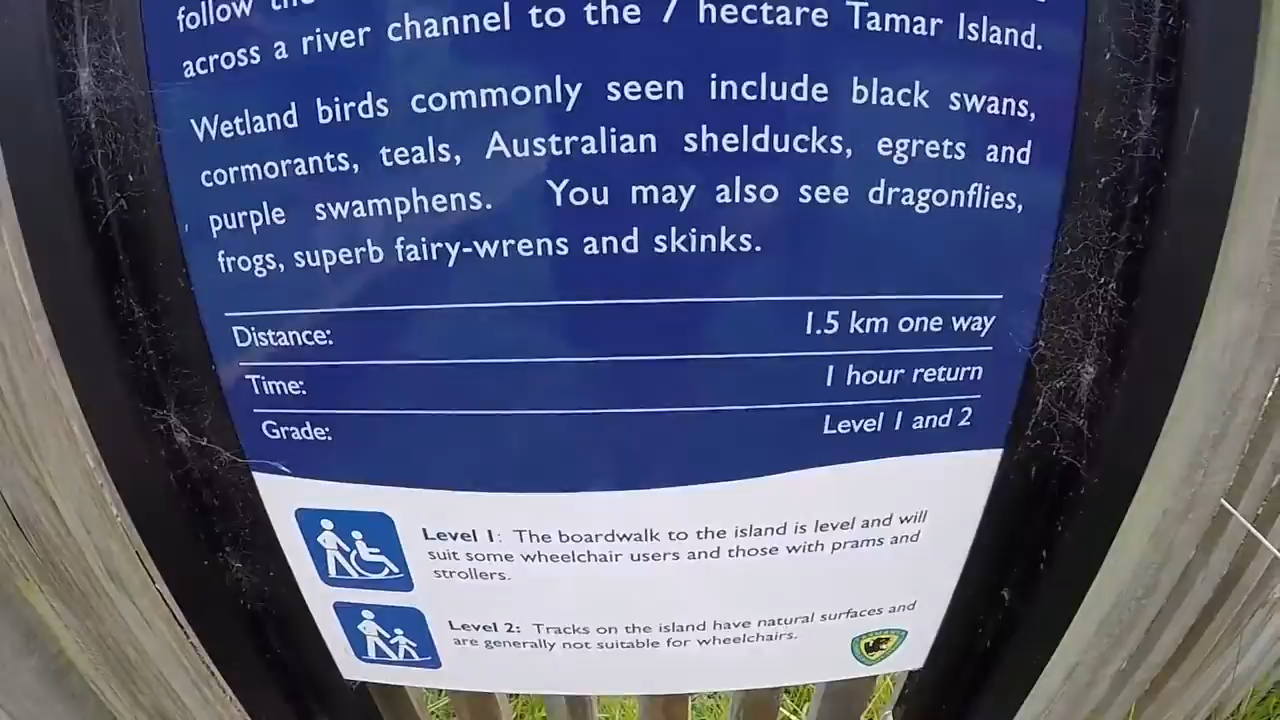 follow
across a river channel to the 7 hectare Tamar Island.
Wetland birds commonly seen include black swans,
cormorants, teals, Australian shelducks, egrets and
purple swamphens. You may also see dragonflies,
frogs, superb fairy-wrens and skinks.
Distance: 1.5 km one way
Time: 1 hour return
Grade: Level 1 and 2
Level 1: The boardwalk to the island is level and will
suit some wheelchair users and those with prams and
strollers.
Level 2: Tracks on the island have natural surfaces and
are generally not suitable for wheelchairs.